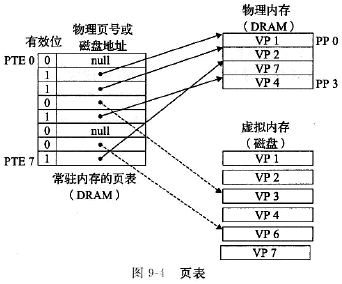 物理页号或
有效位 磁盘地址
PTE 0 0 null
1
1
0
1
0 null
0
PTE 7 1
常驻内存的页表
(DRAM)
物理内存
(DRAM)
VP 1 PP 0
VP 2
VP 7
VP 4 PP 3
虚拟内存
(磁盘)
VP 1
VP 2
VP 3
VP 4
VP 6
VP 7
图 9-4 页表